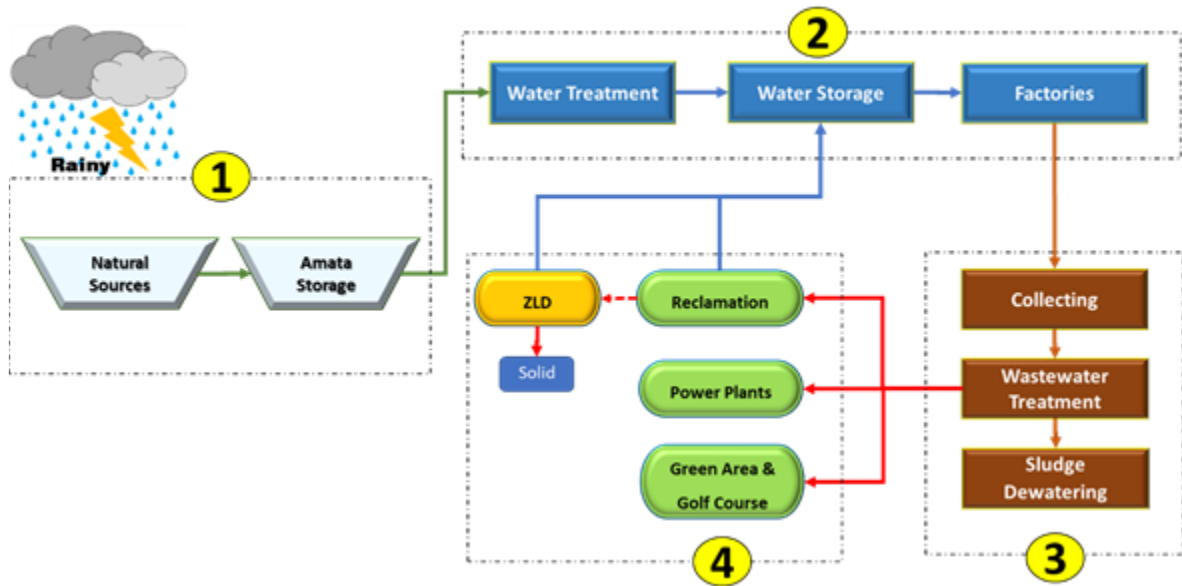 Rainy
1
Natural
Sources
Amata
Storage
2
Water Treatment
Water Storage
Factories
Collecting
Wastewater
Treatment
Sludge
Dewatering
3
ZLD
Reclamation
Solid
Power Plants
Green Area &
Golf Course
4